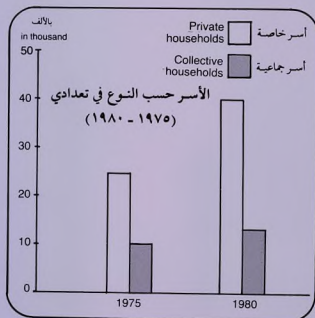 بالألف
in thousand
Private households أسر خاصة
Collective households أسر جماعية
الأسر حسب النوع في تعدادي
(١٩٧٥ - ١٩٨٠)
50
40
30
20
10
0
1975 1980